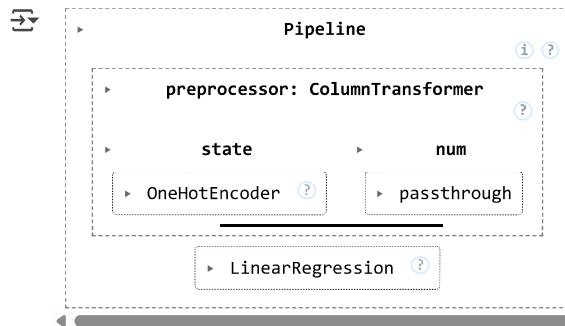 Pipeline
i ?
preprocessor: ColumnTransformer
?
state num
OneHotEncoder ? passthrough
LinearRegression ?